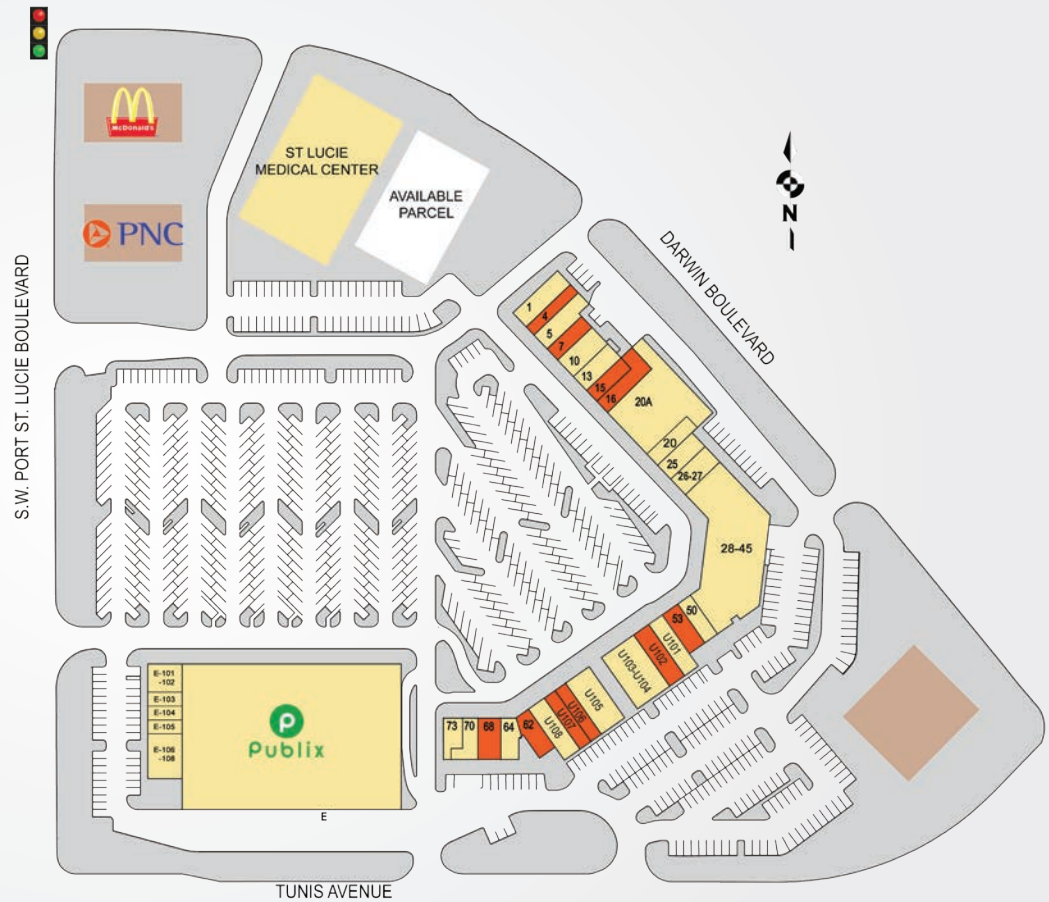 McDonald's
PNC
ST LUCIE
MEDICAL CENTER
AVAILABLE
PARCEL
N
DARWIN BOULEVARD
S.W. PORT ST. LUCIE BOULEVARD
1
4
5
7
10
13
15
16
20A
20
25
26-27
28-45
50
53
U101
U102
U103-U104
U105
U106
U107
U108
62
64
68
70
73
E-101
-102
E-103
E-104
E-105
E-106
-108
P
Publix
E
TUNIS AVENUE